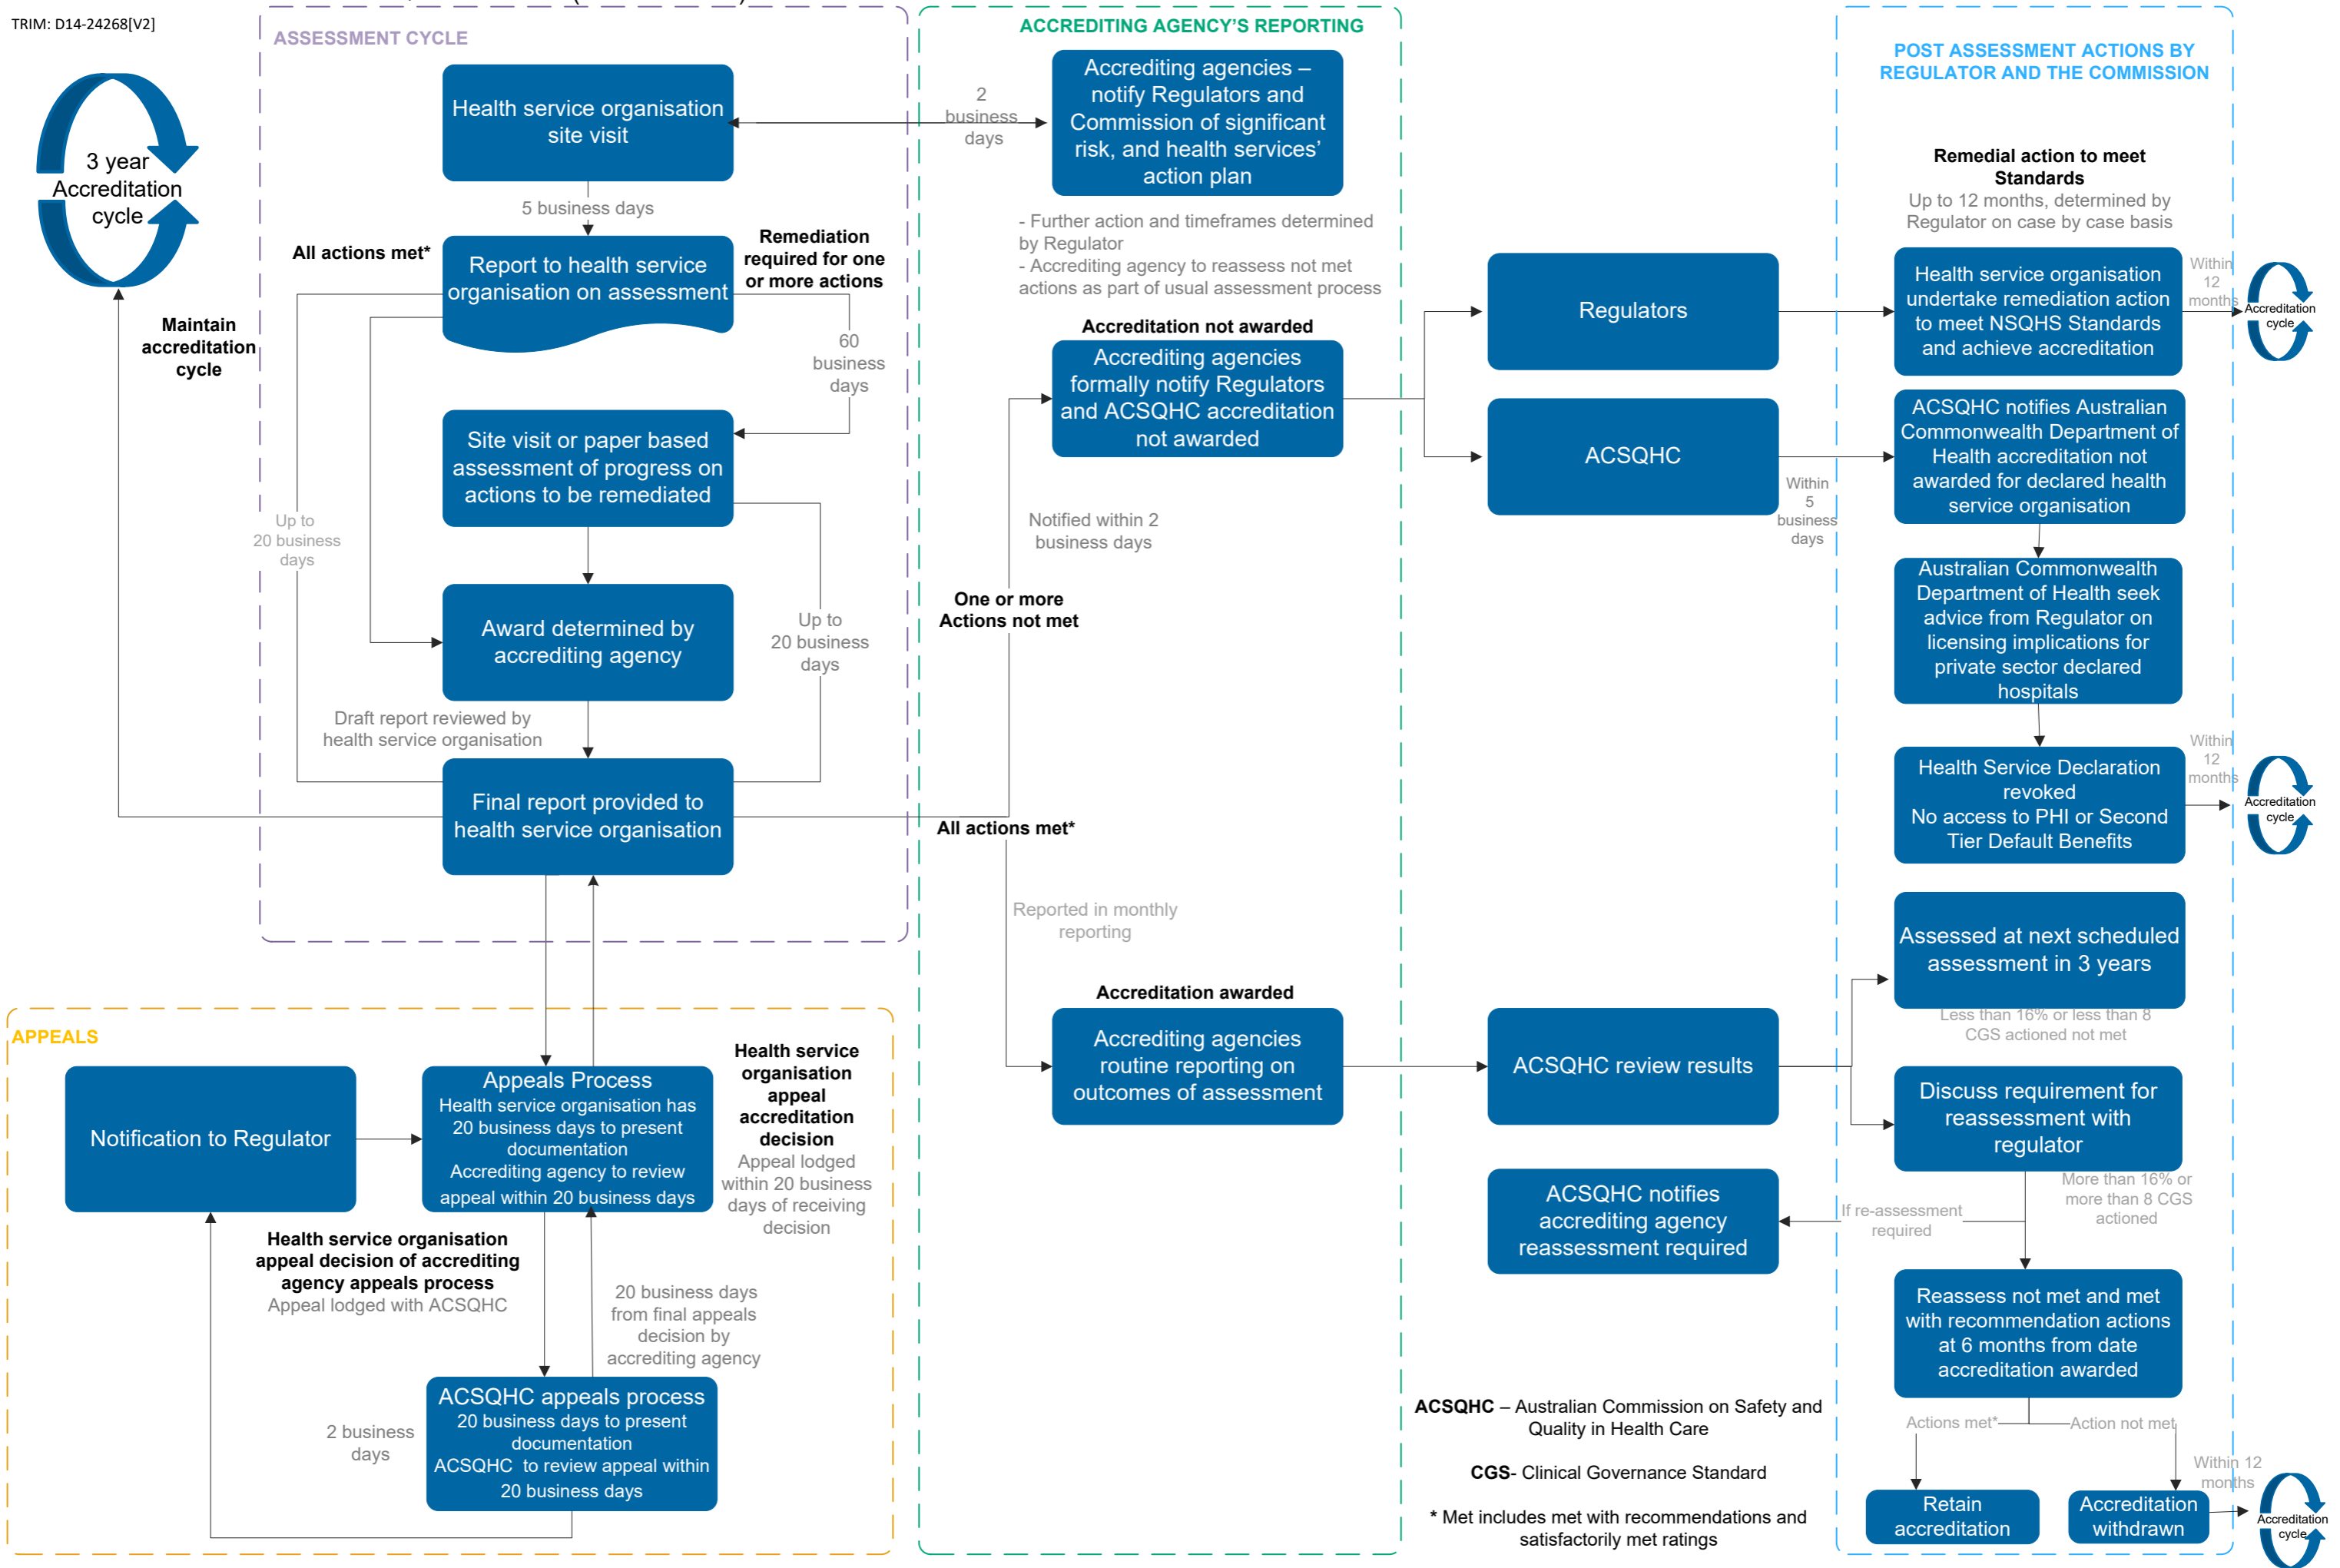 TRIM: D14-24268[V2]
3 year
Accreditation
cycle
Maintain
accreditation
cycle
ASSESSMENT CYCLE
Health service organisation
site visit
5 business days
All actions met*
Report to health service
organisation on assessment
Remediation
required for one
or more actions
60
business
days
Site visit or paper based
assessment of progress on
actions to be remediated
Up to
20 business
days
Award determined by
accrediting agency
Up to
20 business
days
Draft report reviewed by
health service organisation
Final report provided to
health service organisation
APPEALS
Notification to Regulator
Appeals Process
Health service organisation has
20 business days to present
documentation
Accrediting agency to review
appeal within 20 business days
Health service
organisation
appeal
accreditation
decision
Appeal lodged
within 20 business
days of receiving
decision
Health service organisation
appeal decision of accrediting
agency appeals process
Appeal lodged with ACSQHC
20 business days
from final appeals
decision by
accrediting agency
2 business
days
ACSQHC appeals process
20 business days to present
documentation
ACSQHC to review appeal within
20 business days
ACCREDITING AGENCY'S REPORTING
2
business
days
Accrediting agencies –
notify Regulators and
Commission of significant
risk, and health services'
action plan
- Further action and timeframes determined
by Regulator
- Accrediting agency to reassess not met
actions as part of usual assessment process
Accreditation not awarded
Accrediting agencies
formally notify Regulators
and ACSQHC accreditation
not awarded
Notified within 2
business days
One or more
Actions not met
All actions met*
Reported in monthly
reporting
Accreditation awarded
Accrediting agencies
routine reporting on
outcomes of assessment
Regulators
ACSQHC
Within
5
business
days
ACSQHC review results
ACSQHC notifies
accrediting agency
reassessment required
POST ASSESSMENT ACTIONS BY
REGULATOR AND THE COMMISSION
Remedial action to meet
Standards
Up to 12 months, determined by
Regulator on case by case basis
Health service organisation
undertake remediation action
to meet NSQHS Standards
and achieve accreditation
Within
12
months
Accreditation
cycle
ACSQHC notifies Australian
Commonwealth Department of
Health accreditation not
awarded for declared health
service organisation
Australian Commonwealth
Department of Health seek
advice from Regulator on
licensing implications for
private sector declared
hospitals
Health Service Declaration
revoked
No access to PHI or Second
Tier Default Benefits
Within
12
months
Accreditation
cycle
Assessed at next scheduled
assessment in 3 years
Less than 16% or less than 8
CGS actioned not met
Discuss requirement for
reassessment with
regulator
More than 16% or
more than 8 CGS
actioned
If re-assessment
required
Reassess not met and met
with recommendation actions
at 6 months from date
accreditation awarded
Actions met*
Action not met
Retain
accreditation
Accreditation
withdrawn
Within 12
months
Accreditation
cycle
ACSQHC – Australian Commission on Safety and
Quality in Health Care
CGS- Clinical Governance Standard
* Met includes met with recommendations and
satisfactorily met ratings